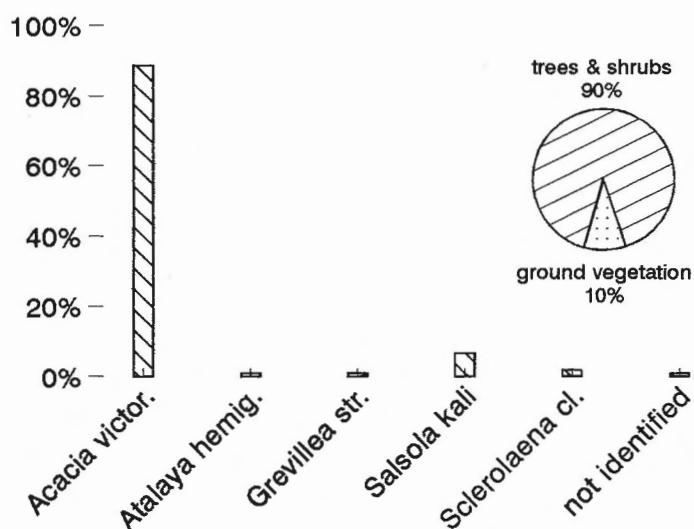 100%
80%
60%
40%
20%
0%
trees & shrubs
90%
ground vegetation
10%
Acacia victor.
Atalaya hemig.
Grevillea str.
Salsola kali
Sclerolaena cl.
not identified